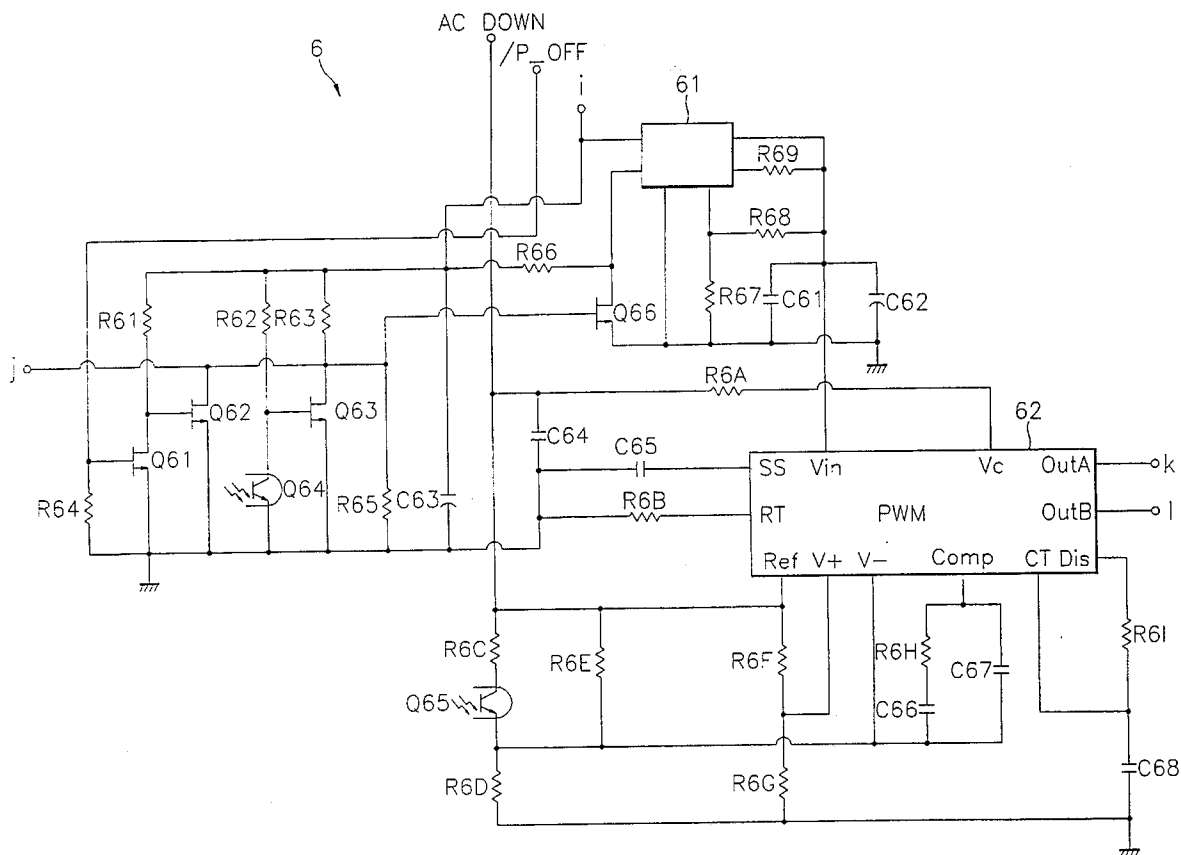 AC DOWN
/P_OFF
6
i
61
R69
R68
R66
R67
C61
C62
R61
R62
R63
Q66
j
R6A
Q62
Q63
C64
62
C65
SS
Vin
Vc
OutA
k
Q61
Q64
R64
R65
C63
R6B
RT
PWM
OutB
l
Ref
V+
V-
Comp
CT
Dis
R6C
R6E
R6F
R6H
C67
R6I
Q65
C66
R6D
R6G
C68